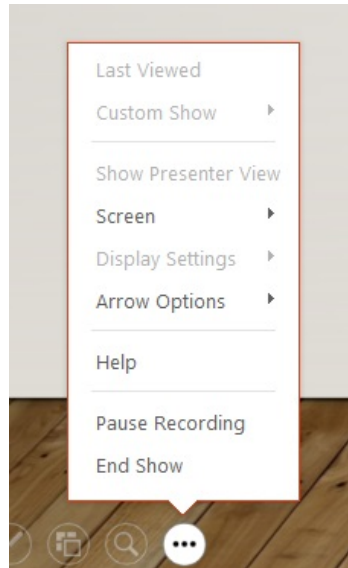 Last Viewed
Custom Show
Show Presenter View
Screen
Display Settings
Arrow Options
Help
Pause Recording
End Show